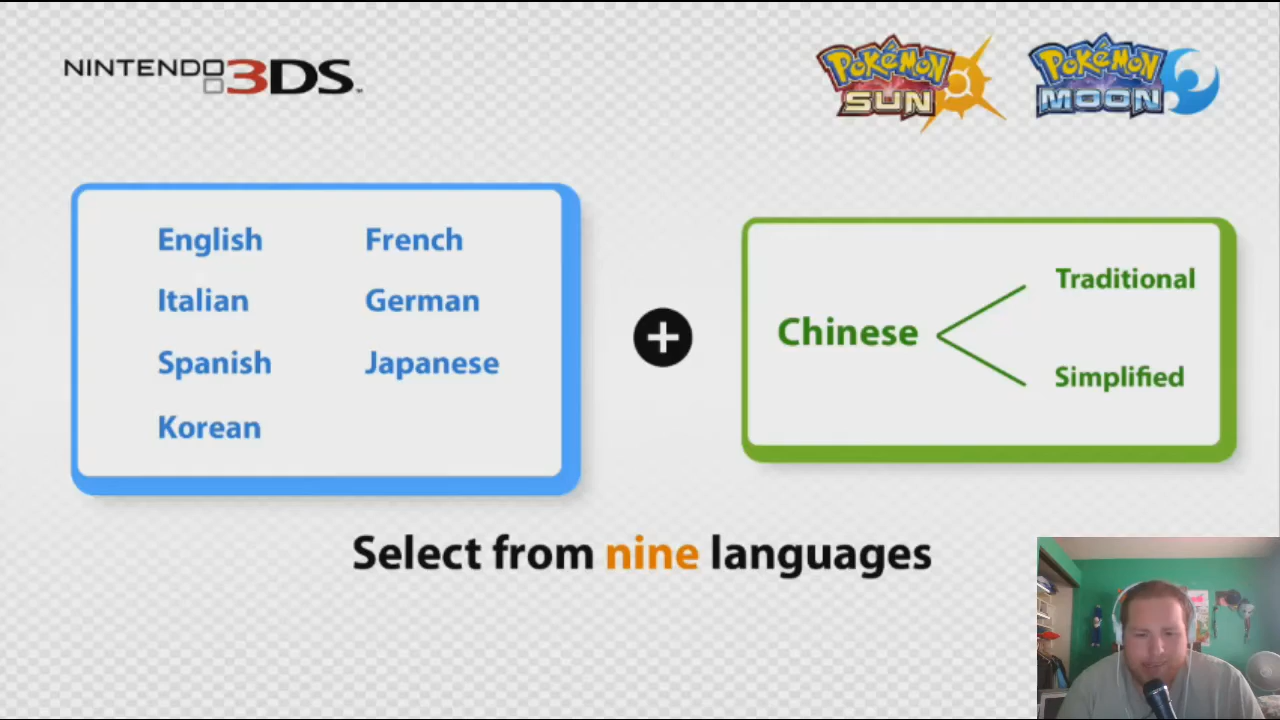 NINTENDO 3DS
POKéMON SUN
POKéMON MOON
English
French
Italian
German
Spanish
Japanese
Korean
Chinese
Traditional
Simplified
Select from nine languages